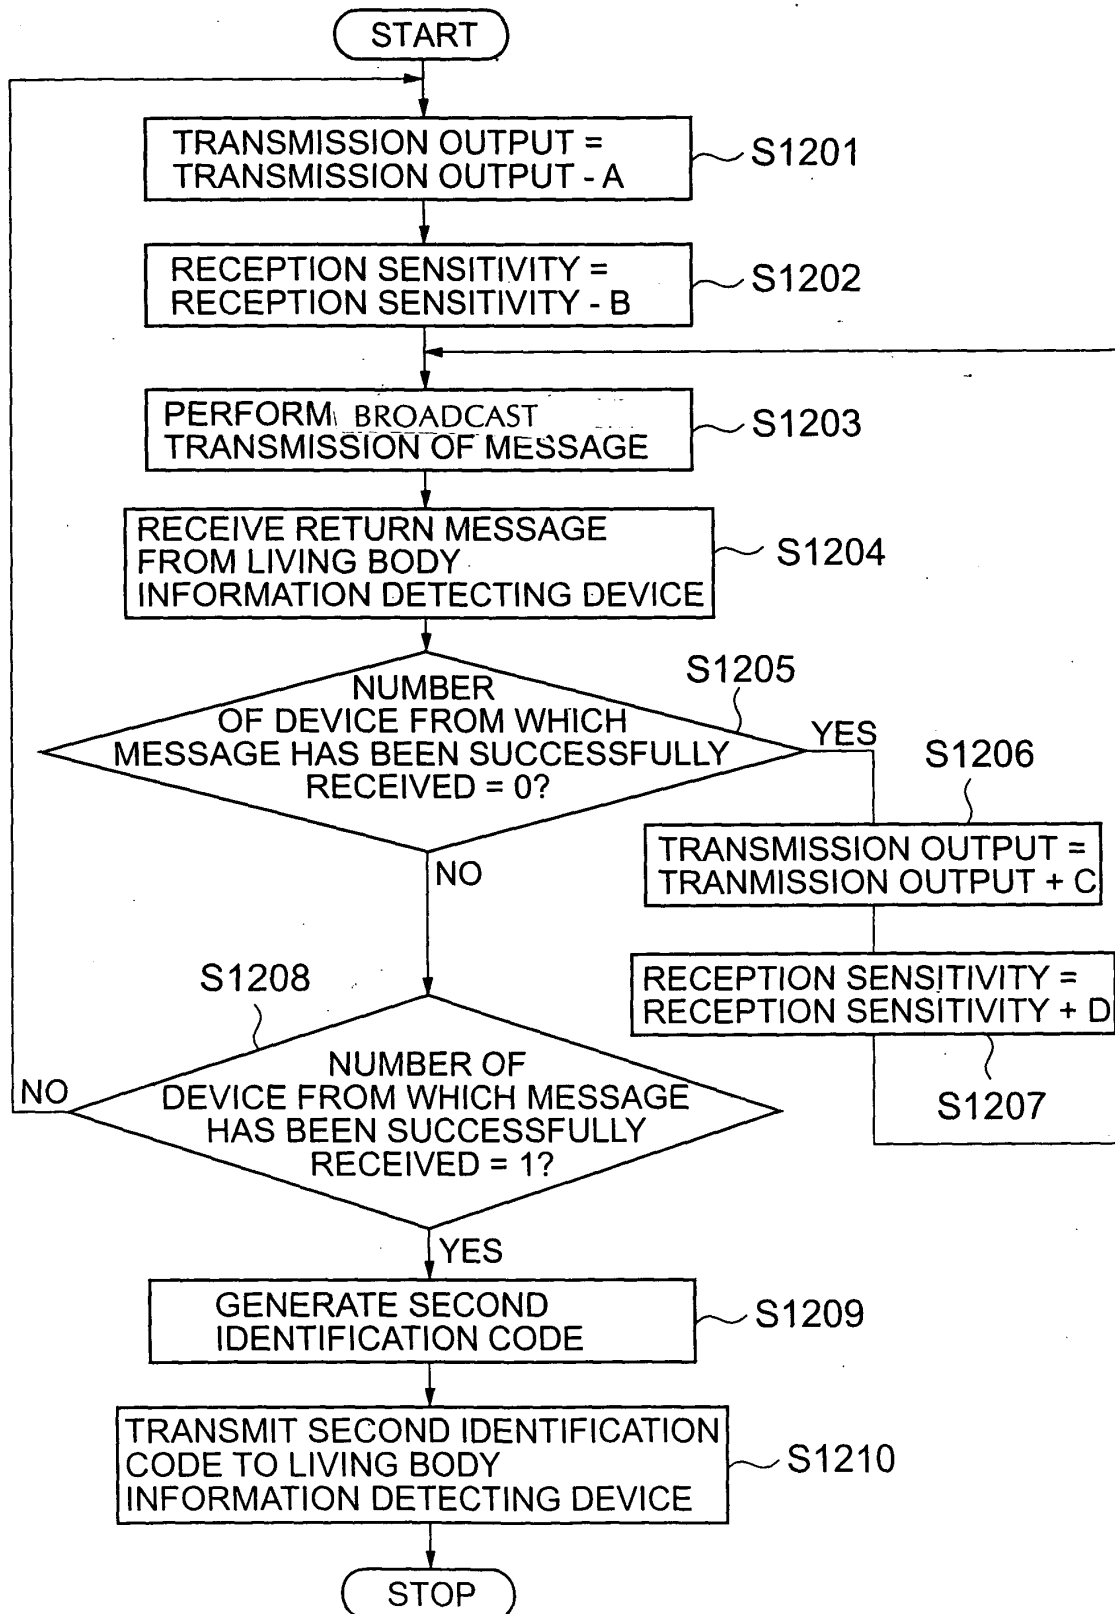 START
TRANSMISSION OUTPUT =
TRANSMISSION OUTPUT - A
S1201
RECEPTION SENSITIVITY =
RECEPTION SENSITIVITY - B
S1202
PERFORM BROADCAST
TRANSMISSION OF MESSAGE
S1203
RECEIVE RETURN MESSAGE
FROM LIVING BODY
INFORMATION DETECTING DEVICE
S1204
NUMBER
OF DEVICE FROM WHICH
MESSAGE HAS BEEN SUCCESSFULLY
RECEIVED = 0?
S1205
YES
NO
S1206
TRANSMISSION OUTPUT =
TRANMISSION OUTPUT + C
RECEPTION SENSITIVITY =
RECEPTION SENSITIVITY + D
S1207
S1208
NUMBER OF
DEVICE FROM WHICH MESSAGE
HAS BEEN SUCCESSFULLY
RECEIVED = 1?
NO
YES
GENERATE SECOND
IDENTIFICATION CODE
S1209
TRANSMIT SECOND IDENTIFICATION
CODE TO LIVING BODY
INFORMATION DETECTING DEVICE
S1210
STOP